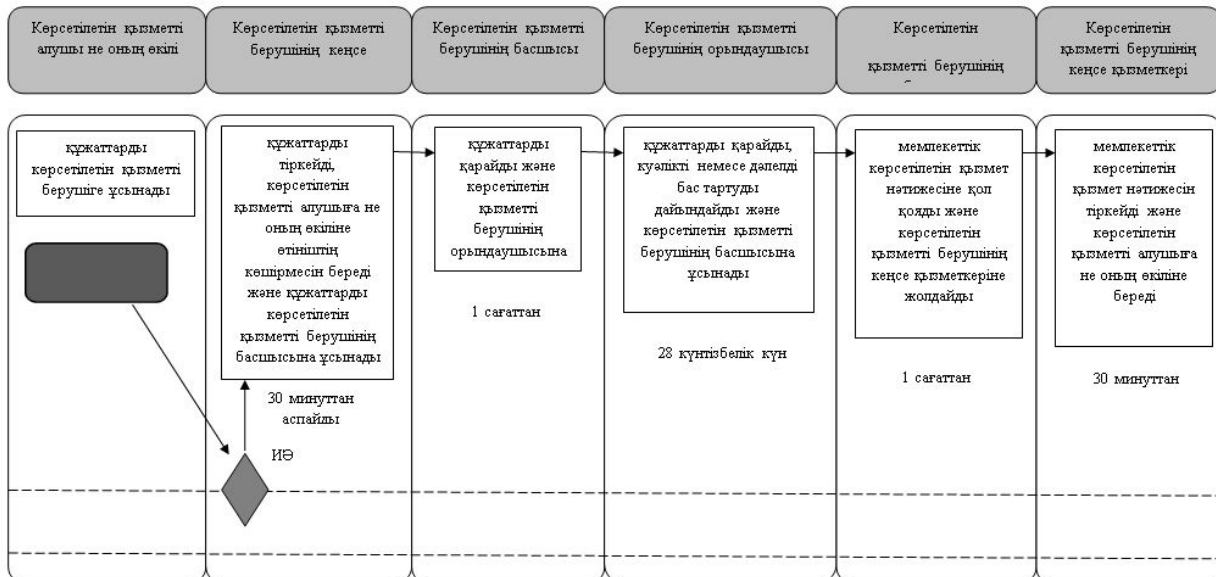 Көрсетілетін қызметті
алушы не оның өкілі
Көрсетілетін қызметті
берушінің кеңсе
Көрсетілетін қызметті
берушінің басшысы
Көрсетілетін қызметті
берушінің орындаушысы
Көрсетілетін
қызметті берушінің
Көрсетілетін
қызметті берушінің
кеңсе қызметкері
құжаттарды
көрсетілетін қызметті
берушіге ұсынады
құжаттарды
тіркейді,
көрсетілетін
қызметті алушыға не
оның өкіліне
өтініштің
көшірмесін береді
және құжаттарды
көрсетілетін
қызметті берушінің
басшысына ұсынады
30 минуттан
аспайды
ИӘ
құжаттарды
қарайды және
көрсетілетін
қызметті
берушінің
орындаушысына
1 сағаттан
құжаттарды қарайды,
куәлікті немесе дәлелді
бас тартуды
дайындайды және
көрсетілетін қызметті
берушінің басшысына
ұсынады
28 күнтізбелік күн
мемлекеттік
көрсетілетін қызмет
нәтижесіне қол
қояды және
көрсетілетін
қызметті берушінің
кеңсе қызметкеріне
жолдайды
1 сағаттан
мемлекеттік
көрсетілетін
қызмет нәтижесін
тіркейді және
көрсетілетін
қызметті алушыға
не оның өкіліне
береді
30 минуттан